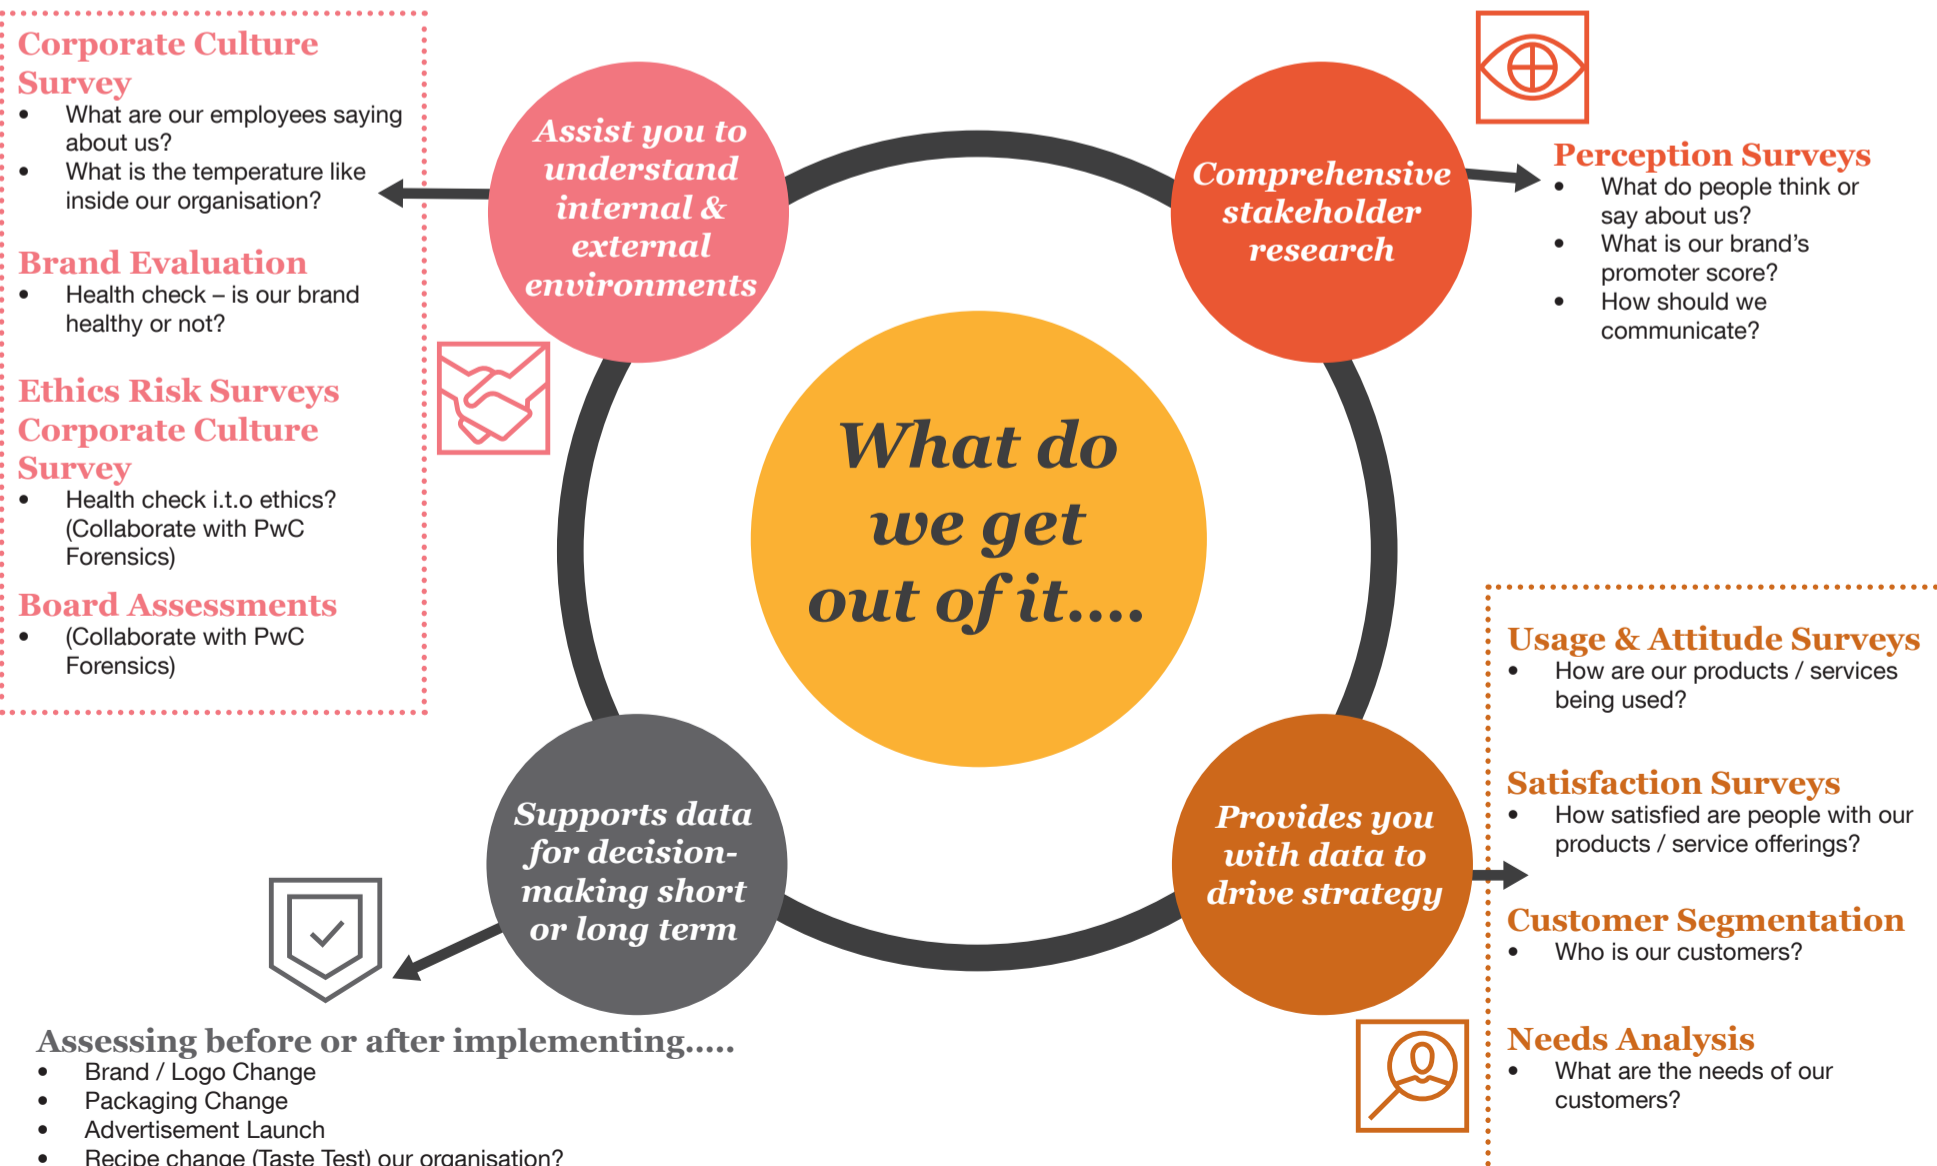 Corporate Culture
Survey
• What are our employees saying
about us?
• What is the temperature like
inside our organisation?
Brand Evaluation
• Health check – is our brand
healthy or not?
Ethics Risk Surveys
Corporate Culture
Survey
• Health check i.t.o ethics?
(Collaborate with PwC
Forensics)
Board Assessments
• (Collaborate with PwC
Forensics)
Assist you to
understand
internal &
external
environments
Comprehensive
stakeholder
research
Perception Surveys
• What do people think or
say about us?
• What is our brand’s
promoter score?
• How should we
communicate?
What do
we get
out of it....
Supports data
for decision-
making short
or long term
Provides you
with data to
drive strategy
Usage & Attitude Surveys
• How are our products / services
being used?
Satisfaction Surveys
• How satisfied are people with our
products / service offerings?
Customer Segmentation
• Who is our customers?
Needs Analysis
• What are the needs of our
customers?
Assessing before or after implementing.....
• Brand / Logo Change
• Packaging Change
• Advertisement Launch
• Recipe change (Taste Test) our organisation?